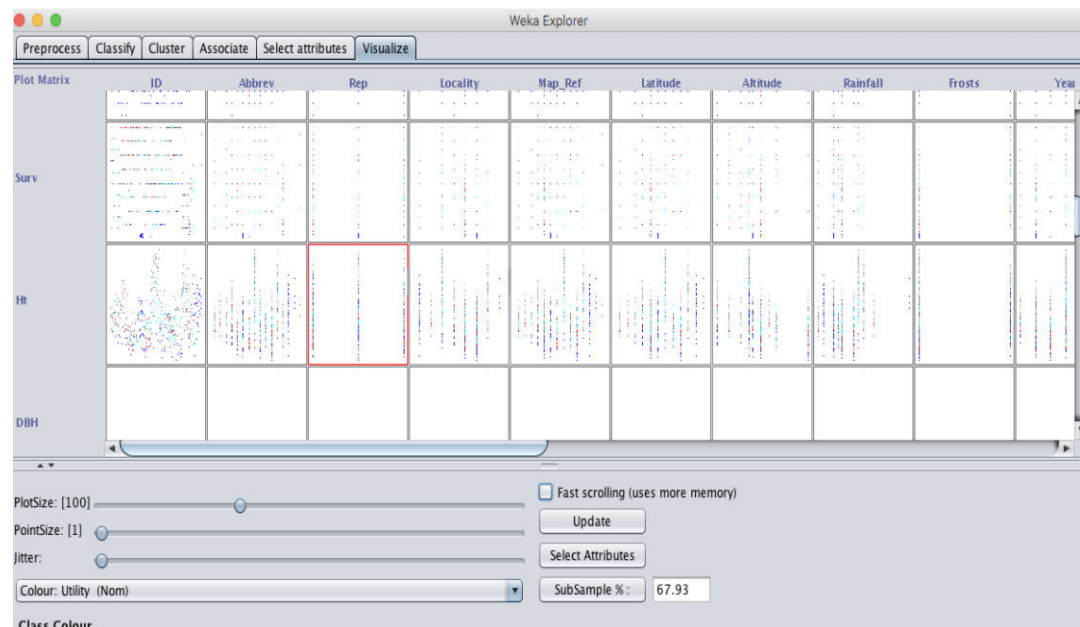 Weka Explorer
Preprocess Classify Cluster Associate Select attributes Visualize
Plot Matrix ID Abbrev Rep Locality Map_Ref Latitude Altitude Rainfall Frosts Year
Surv
Ht
DBH
PlotSize: [100]
PointSize: [1]
Jitter:
Colour: Utility (Nom)
Fast scrolling (uses more memory)
Update
Select Attributes
SubSample % : 67.93
Class Colour